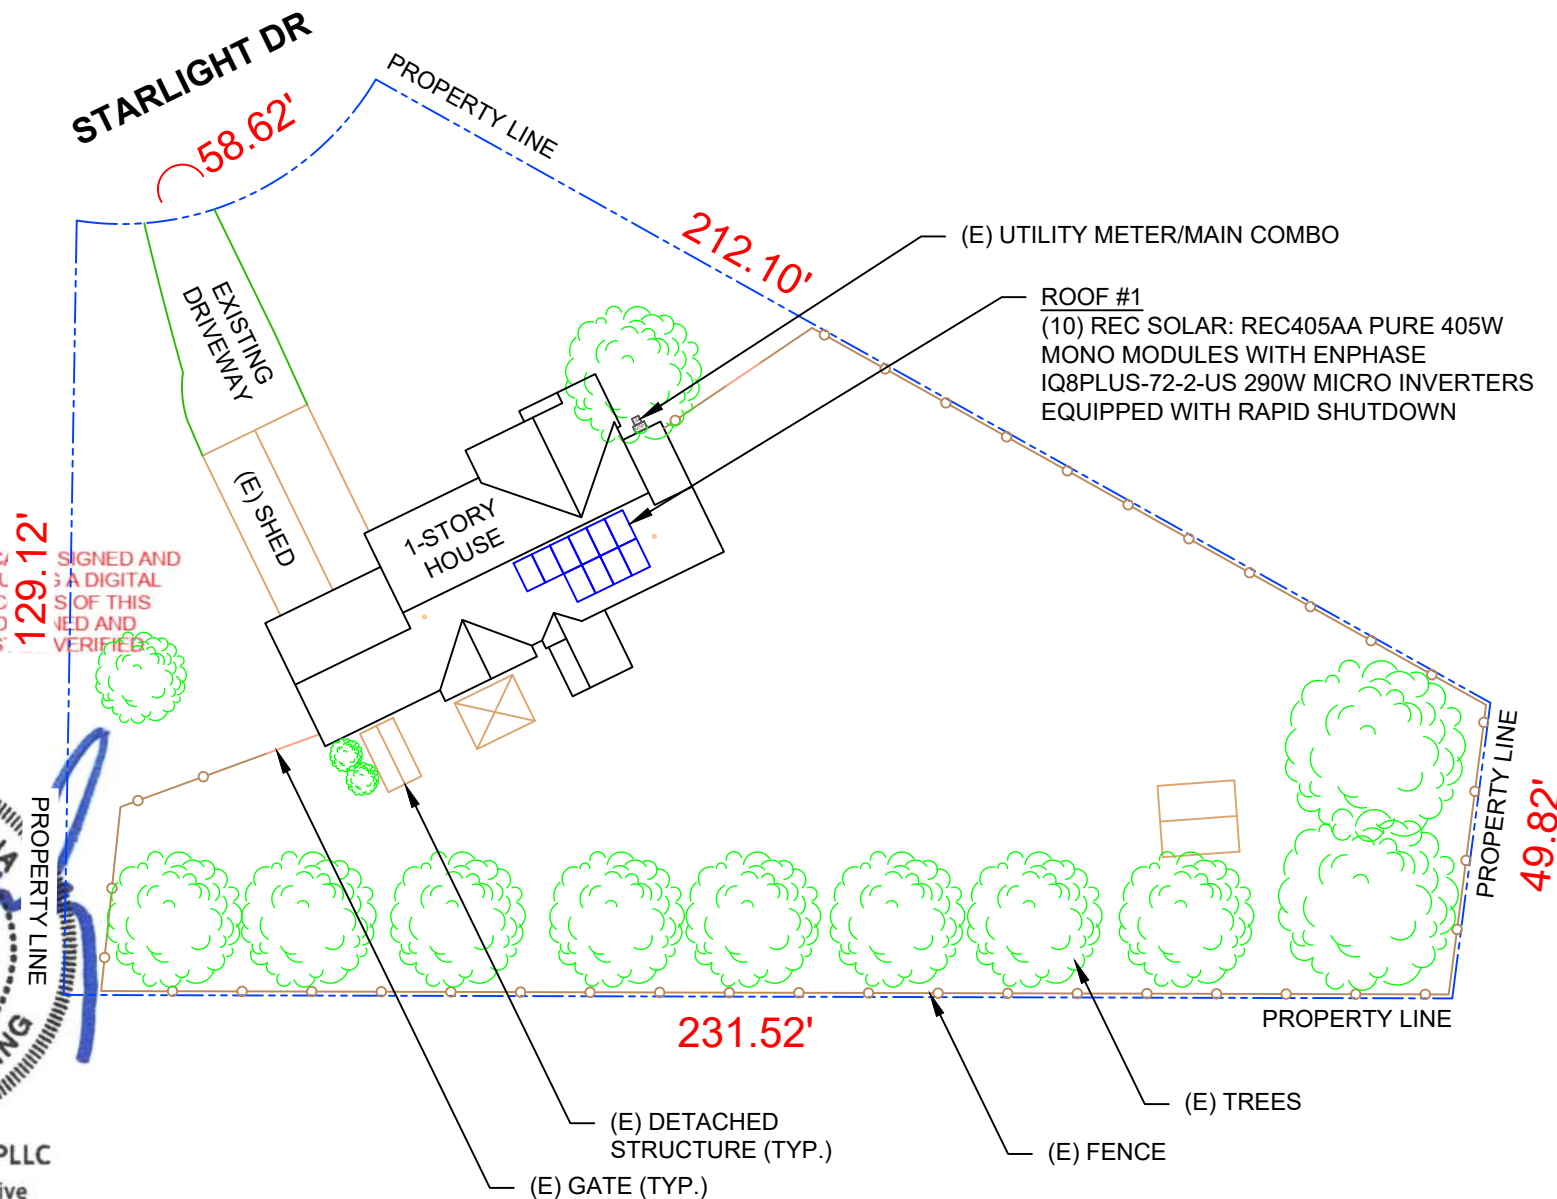 STARLIGHT DR
58.62'
PROPERTY LINE
212.10'
(E) UTILITY METER/MAIN COMBO
ROOF #1
(10) REC SOLAR: REC405AA PURE 405W
MONO MODULES WITH ENPHASE
IQ8PLUS-72-2-US 290W MICRO INVERTERS
EQUIPPED WITH RAPID SHUTDOWN
EXISTING
DRIVEWAY
(E) SHED
1-STORY
HOUSE
129.12'
SIGNED AND
A DIGITAL
OF THIS
AND
VERIFIED
PROPERTY LINE
PROPERTY LINE
49.82'
231.52'
PROPERTY LINE
(E) TREES
(E) DETACHED
STRUCTURE (TYP.)
(E) FENCE
(E) GATE (TYP.)
PLLC